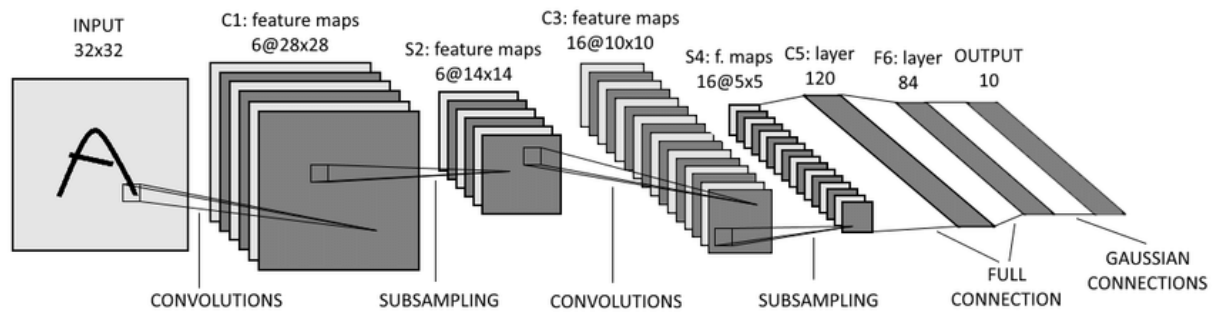 INPUT
32x32
C1: feature maps
6@28x28
S2: feature maps
6@14x14
C3: feature maps
16@10x10
S4: f. maps
16@5x5
C5: layer
120
F6: layer
84
OUTPUT
10
A
CONVOLUTIONS
SUBSAMPLING
CONVOLUTIONS
SUBSAMPLING
FULL
CONNECTION
GAUSSIAN
CONNECTIONS